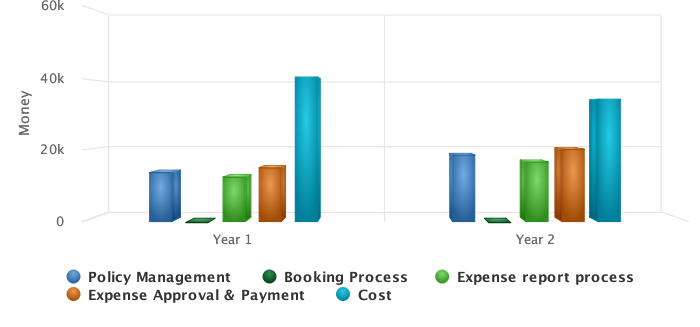 60k
40k
20k
0
Money
Year 1 Year 2
Policy Management Booking Process Expense report process
Expense Approval & Payment Cost